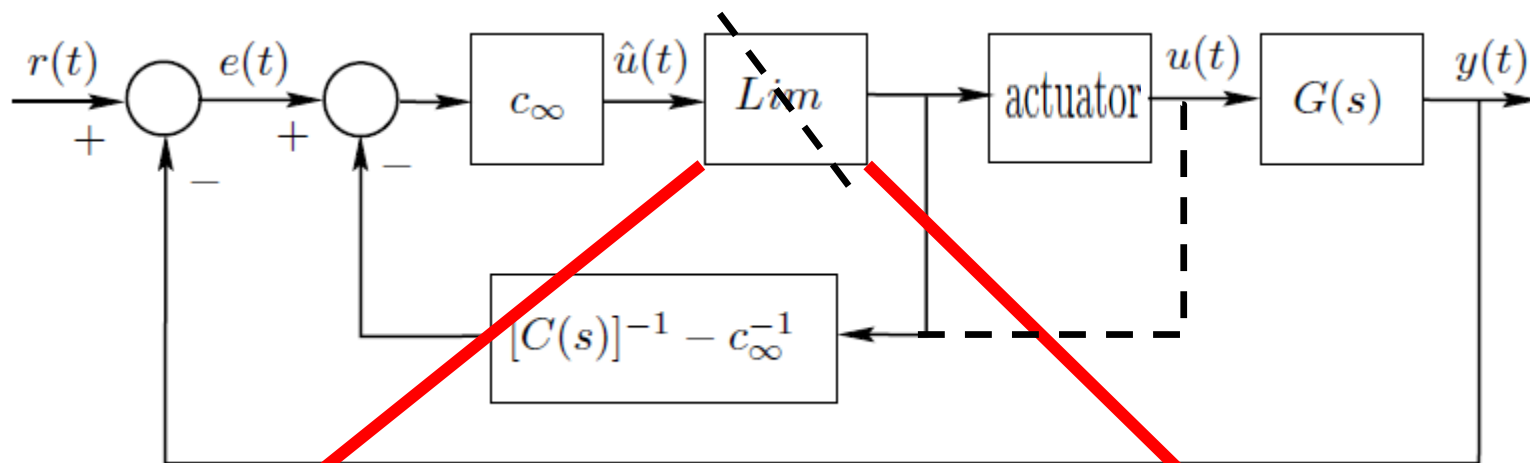 r(t) e(t) c∞ û(t) Lim actuator u(t) G(s) y(t)
+ − + −
[C(s)]⁻¹ − c∞⁻¹